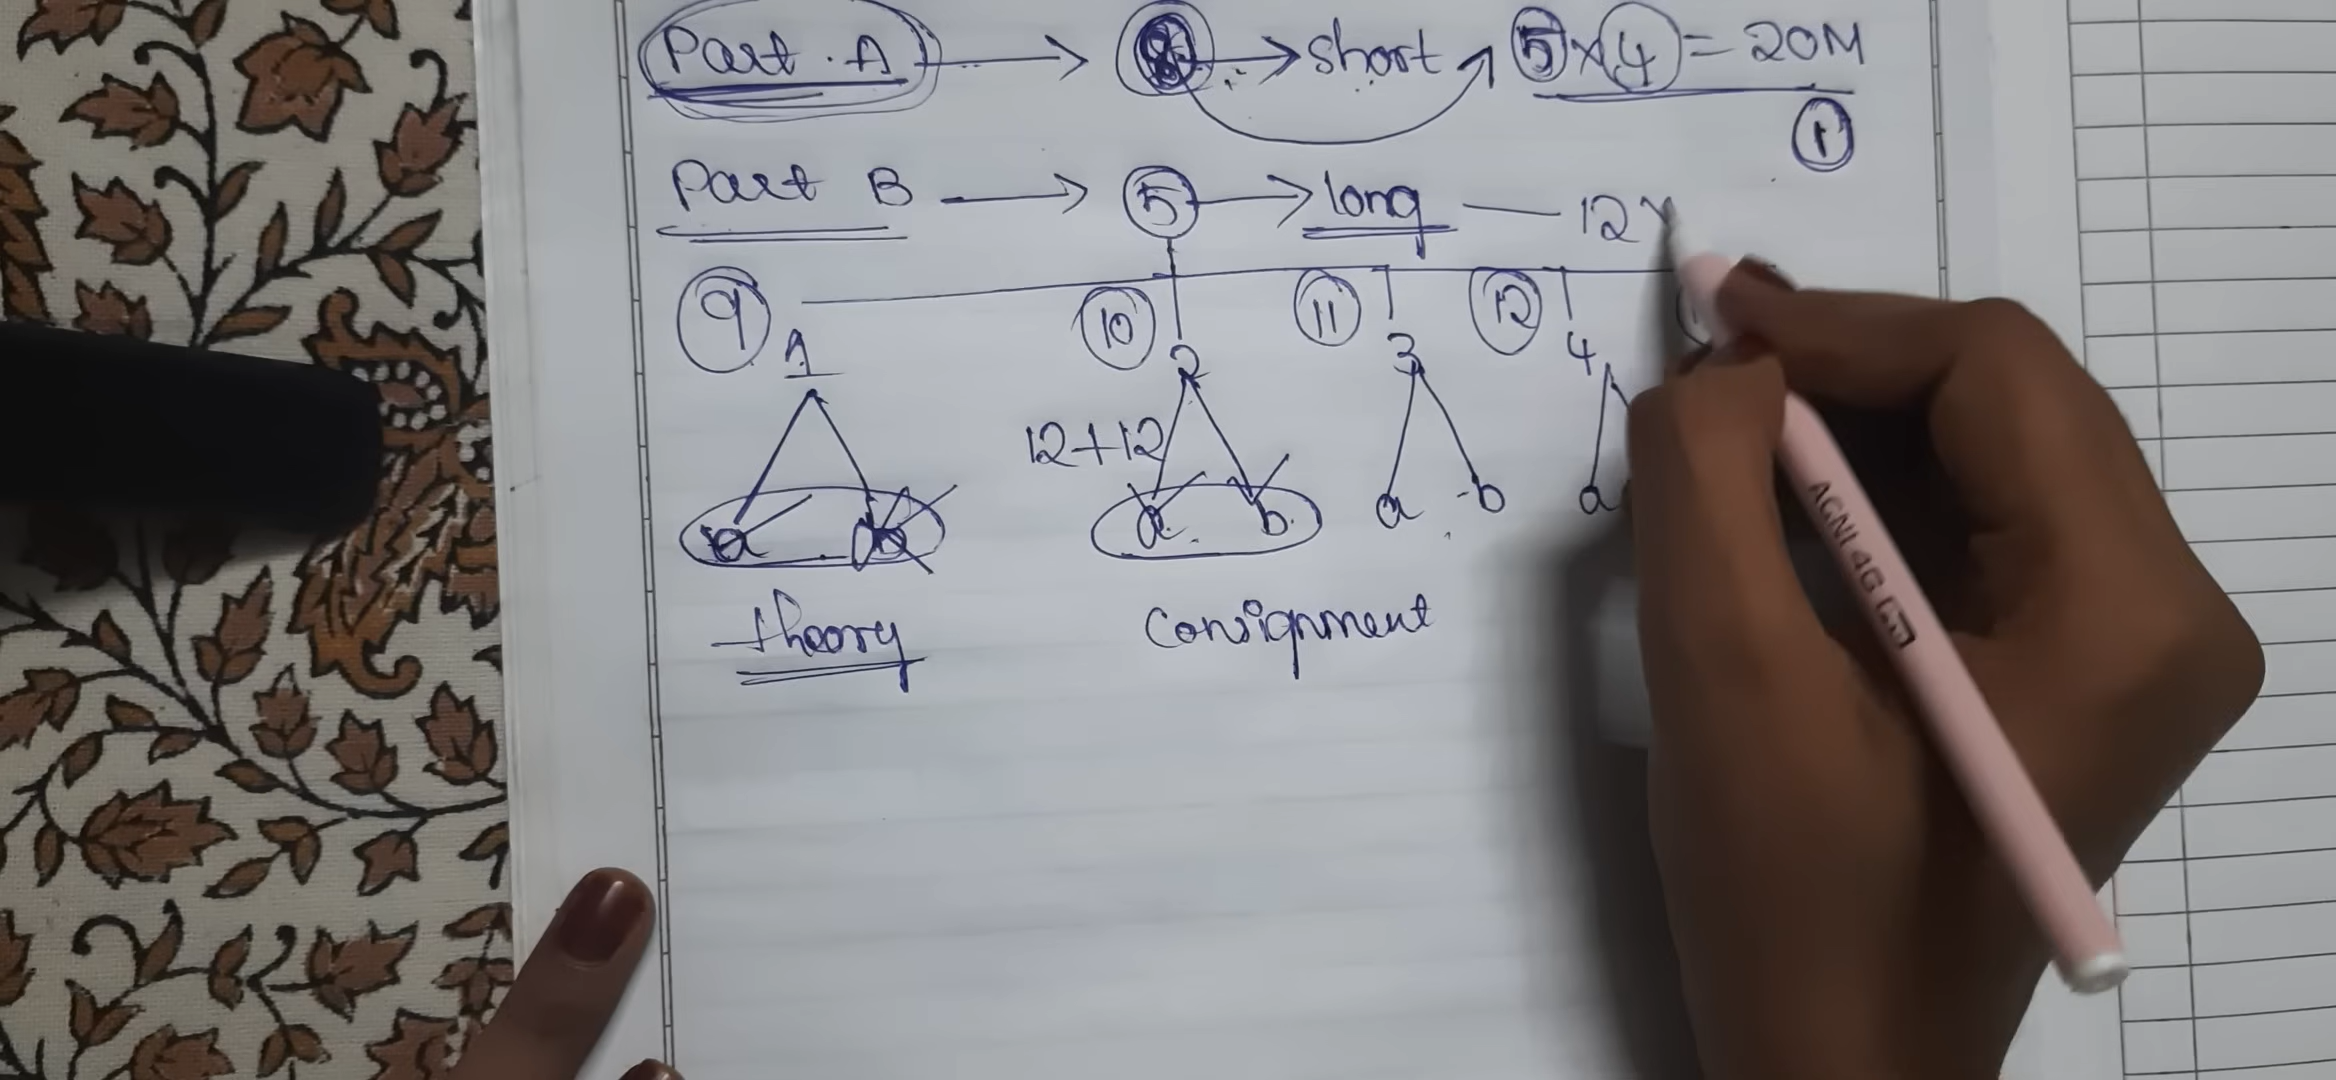 Part . A → 8 → short 5 × 4 = 20M
1
Part B → 5 → long — 12 ×
9 10 11 12
1 2 3 4
12+12
a b a b a b a
theory consignment
AGNI 4G